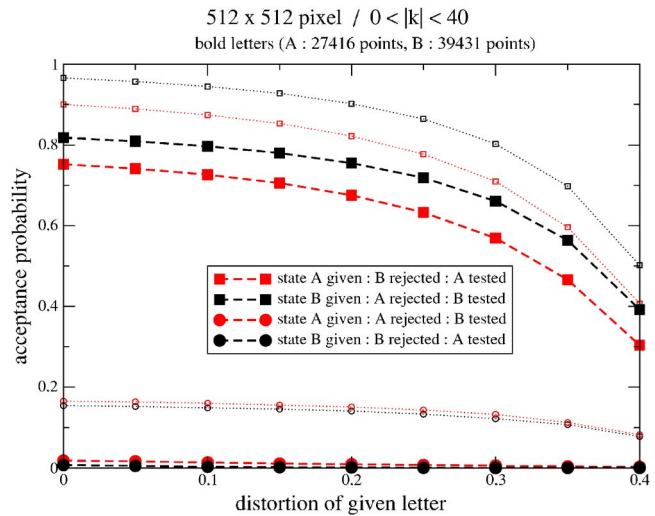 512 x 512 pixel / 0 < |k| < 40
bold letters (A : 27416 points, B : 39431 points)
1
0.8
0.6
0.4
0.2
0
acceptance probability
state A given : B rejected : A tested
state B given : A rejected : B tested
state A given : A rejected : B tested
state B given : B rejected : A tested
0 0.1 0.2 0.3 0.4
distortion of given letter